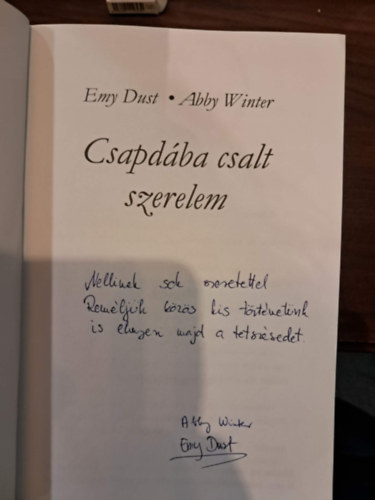 Emy Dust • Abby Winter
Csapdába csalt
szerelem
Nellinek sok szeretettel
Reméljük közös kis történetünk
is elnyeri majd a tetszésedet.
Abby Winter
Emy Dust